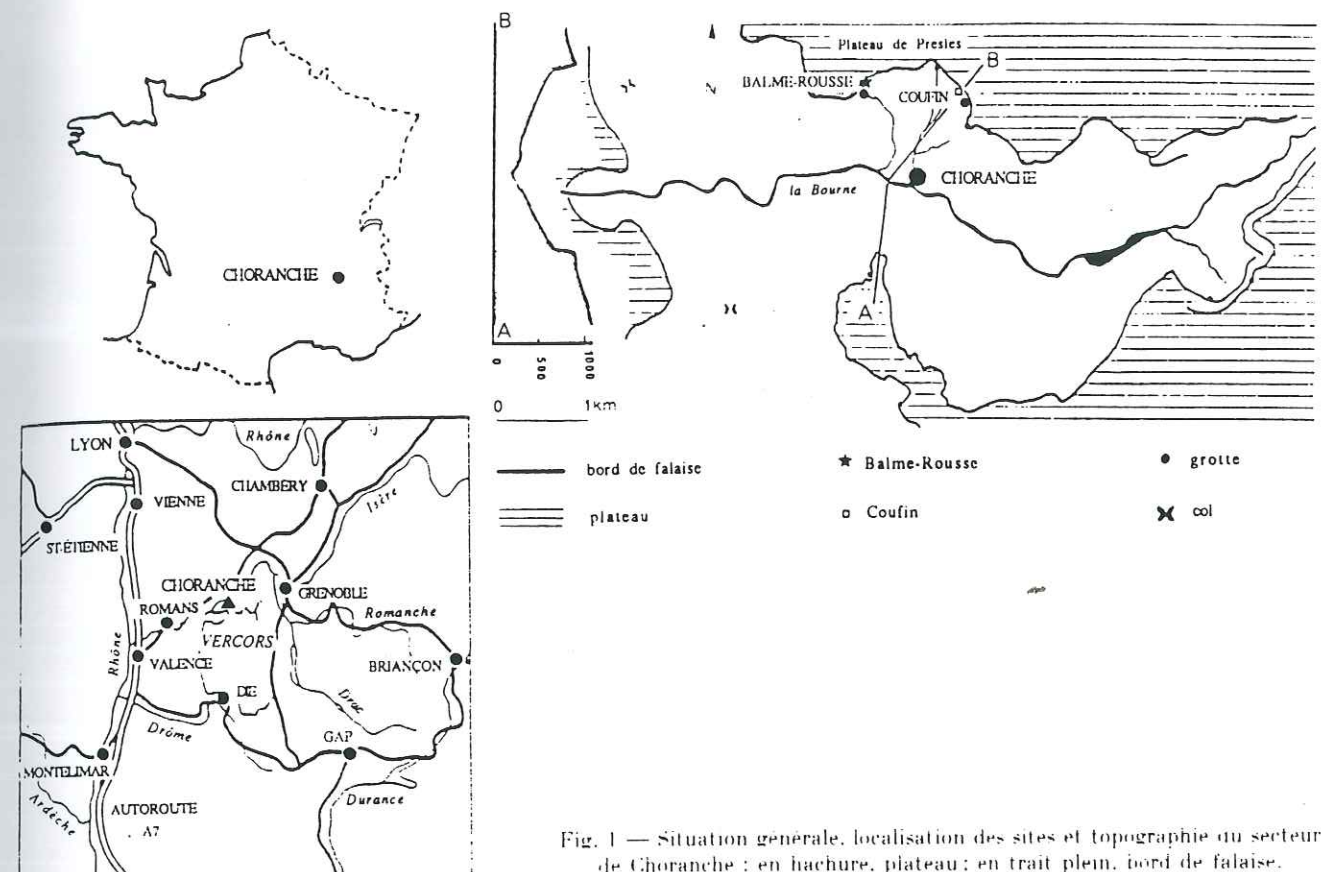 CHORANCHE
B
A
0
500
1000
0 1km
N
Plateau de Presles
B
BALME-ROUSSE
COUFIN
CHORANCHE
la Bourne
A
bord de falaise
plateau
Balme-Rousse
Coufin
grotte
col
LYON
Rhône
CHAMBÉRY
Isère
VIENNE
ST-ÉTIENNE
CHORANCHE
GRENOBLE
ROMANS
Romanche
VERCORS
Rhône
VALENCE
BRIANÇON
DIE
Drac
Drôme
GAP
MONTELIMAR
Durance
Ardèche
AUTOROUTE
A7
Fig. 1 — Situation générale, localisation des sites et topographie du secteur
de Choranche ; en hachure, plateau ; en trait plein, bord de falaise.